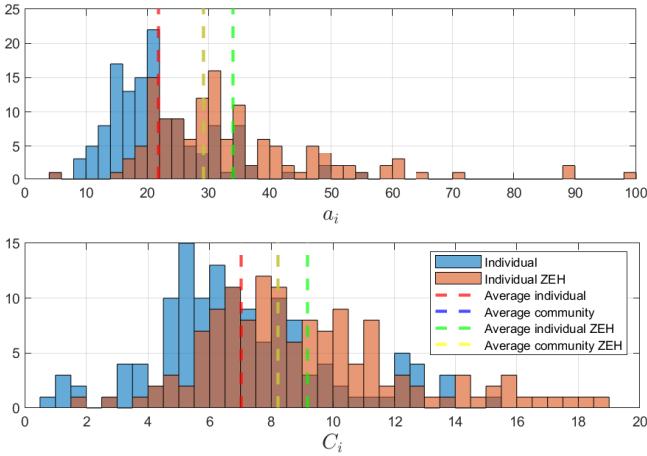 25
20
15
10
5
0
0 10 20 30 40 50 60 70 80 90 100
a_i
15
10
5
0
0 2 4 6 8 10 12 14 16 18 20
C_i
Individual
Individual ZEH
Average individual
Average community
Average individual ZEH
Average community ZEH